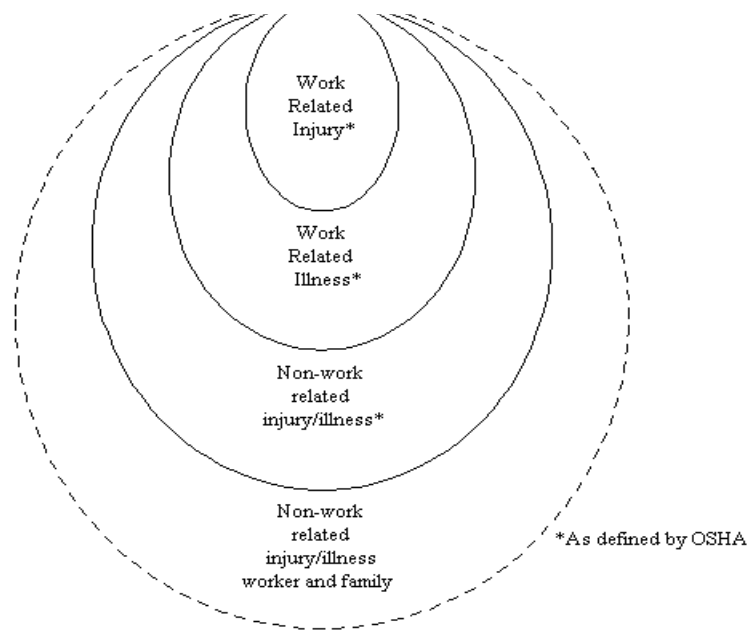 Work
Related
Injury*
Work
Related
Illness*
Non-work
related
injury/illness*
Non-work
related
injury/illness
worker and family
*As defined by OSHA